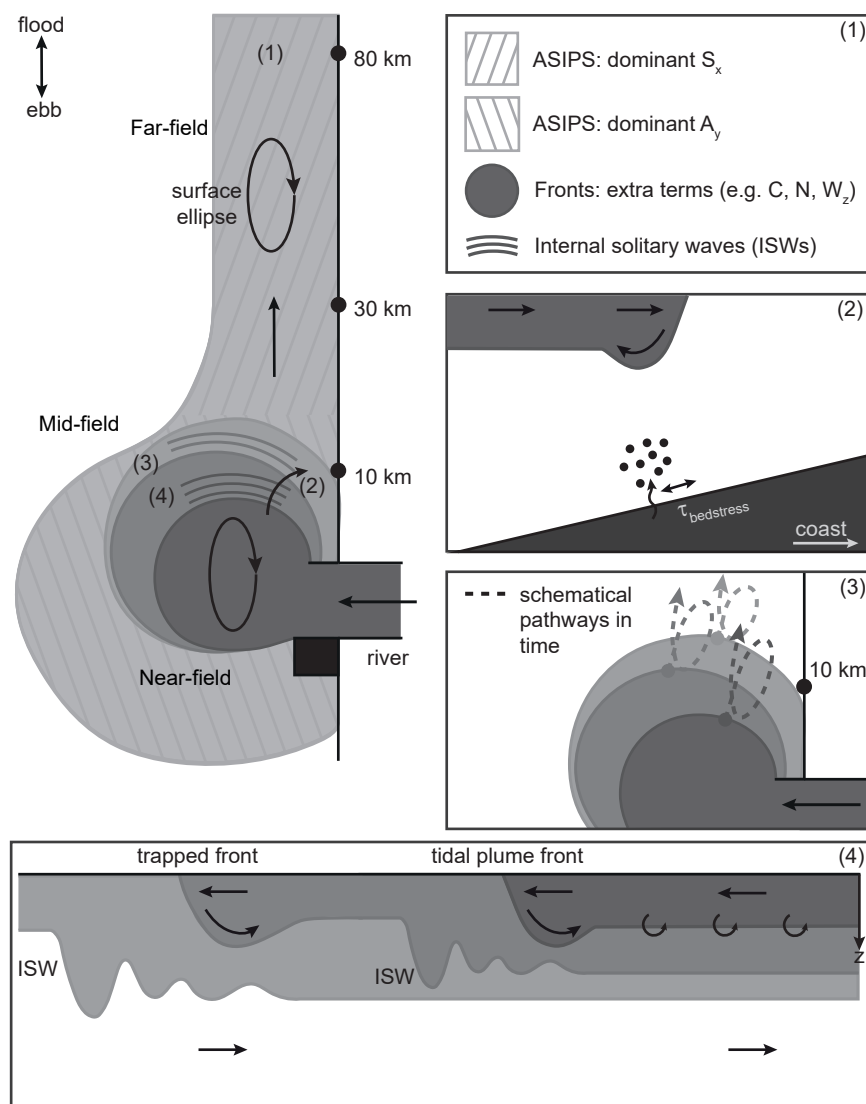 flood
ebb
(1)
80 km
Far-field
surface
ellipse
30 km
Mid-field
(3)
(4)
(2)
10 km
Near-field
river
(1)
ASIPS: dominant Sx
ASIPS: dominant Ay
Fronts: extra terms (e.g. C, N, Wz)
Internal solitary waves (ISWs)
(2)
τbedstress
coast
(3)
schematical
pathways in
time
10 km
trapped front
tidal plume front
(4)
z
ISW
ISW